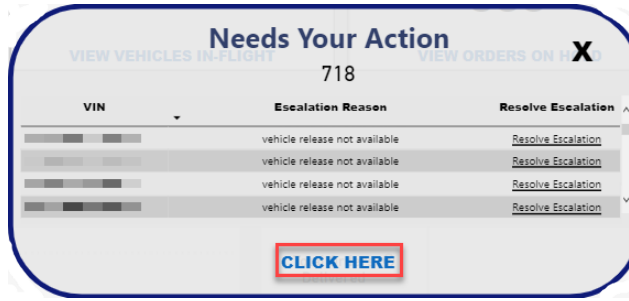 Needs Your Action
X
VIEW VEHICLES IN-FLIGHT
VIEW ORDERS ON HOLD
718
VIN Escalation Reason Resolve Escalation
vehicle release not available Resolve Escalation
vehicle release not available Resolve Escalation
vehicle release not available Resolve Escalation
vehicle release not available Resolve Escalation
CLICK HERE